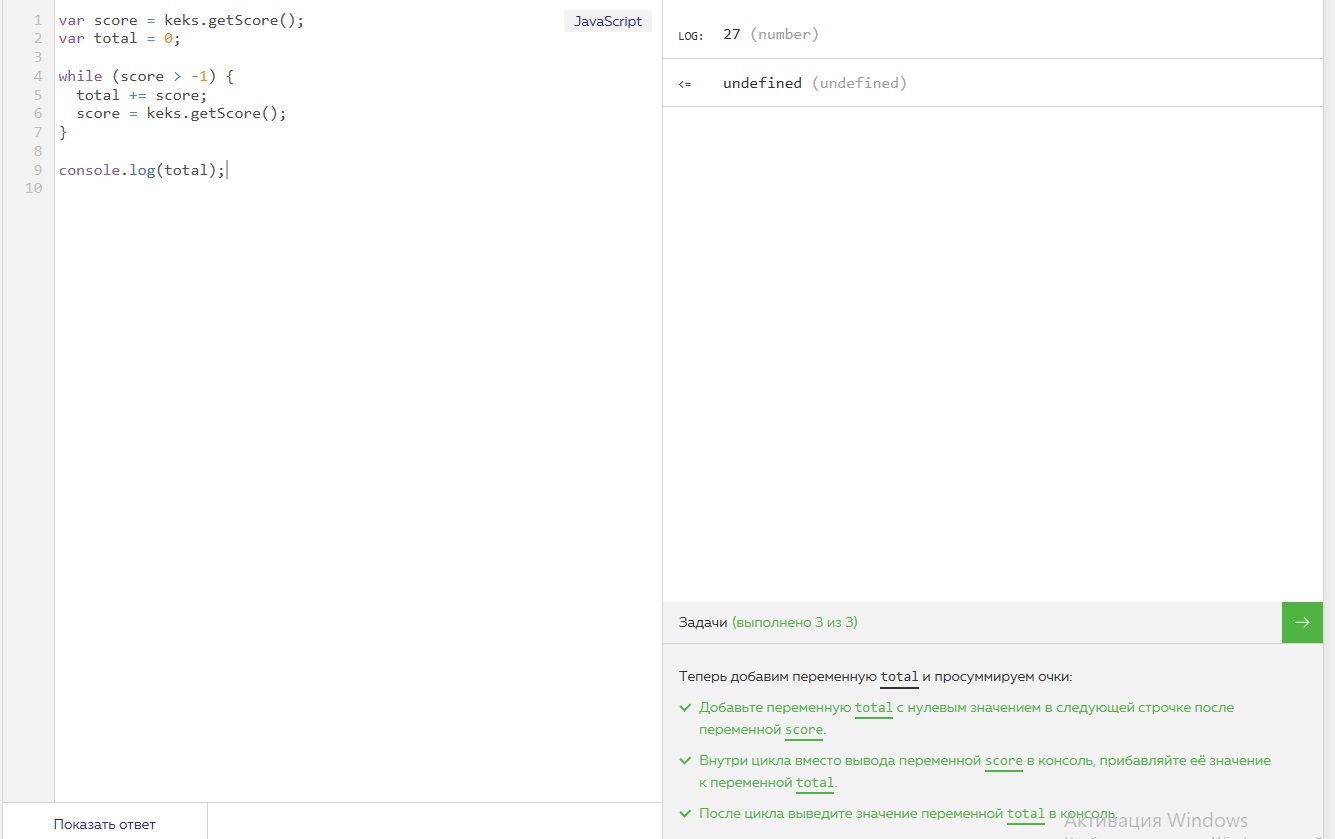 1 var score = keks.getScore();
2 var total = 0;
3
4 while (score > -1) {
5   total += score;
6   score = keks.getScore();
7 }
8
9 console.log(total);
10
JavaScript
Показать ответ
LOG: 27 (number)
<= undefined (undefined)
Задачи (выполнено 3 из 3)
→
Теперь добавим переменную total и просуммируем очки:
Добавьте переменную total с нулевым значением в следующей строчке после
переменной score.
Внутри цикла вместо вывода переменной score в консоль, прибавляйте её значение
к переменной total.
После цикла выведите значение переменной total в консоль.
Активация Windows